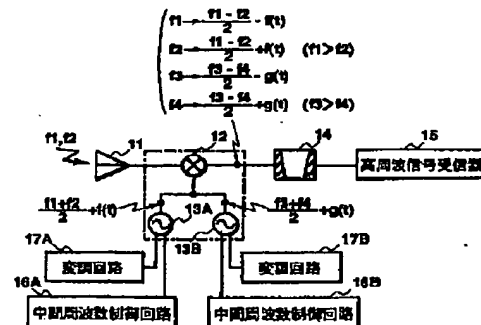 f1→(f1-f2)/2-f(t)
f2→(f1-f2)/2+f(t) (f1>f2)
f3→(f3-f4)/2-g(t)
f4→(f3-f4)/2+g(t) (f3>f4)
f1,f2
11
12
14
15
高周波信号受信器
(f1+f2)/2+f(t)
13A
(f3+f4)/2+g(t)
17A
13B
17B
変調回路
変調回路
16A
16B
中間周波数制御回路
中間周波数制御回路